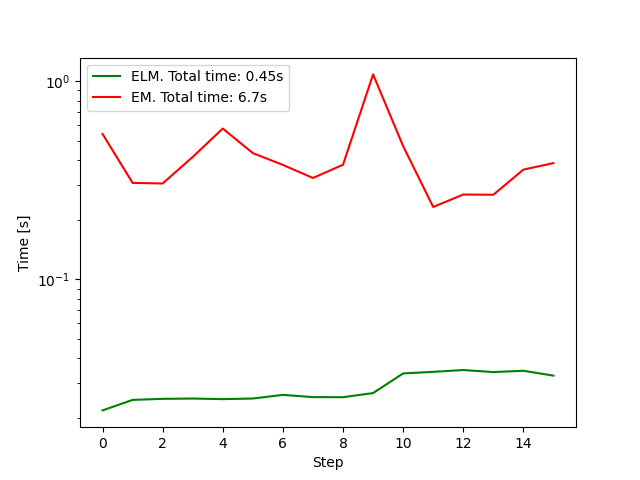 ELM. Total time: 0.45s
EM. Total time: 6.7s
10⁰
10⁻¹
Time [s]
0 2 4 6 8 10 12 14
Step